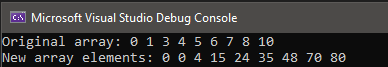 Microsoft Visual Studio Debug Console
Original array: 0 1 3 4 5 6 7 8 10
New array elements: 0 0 4 15 24 35 48 70 80